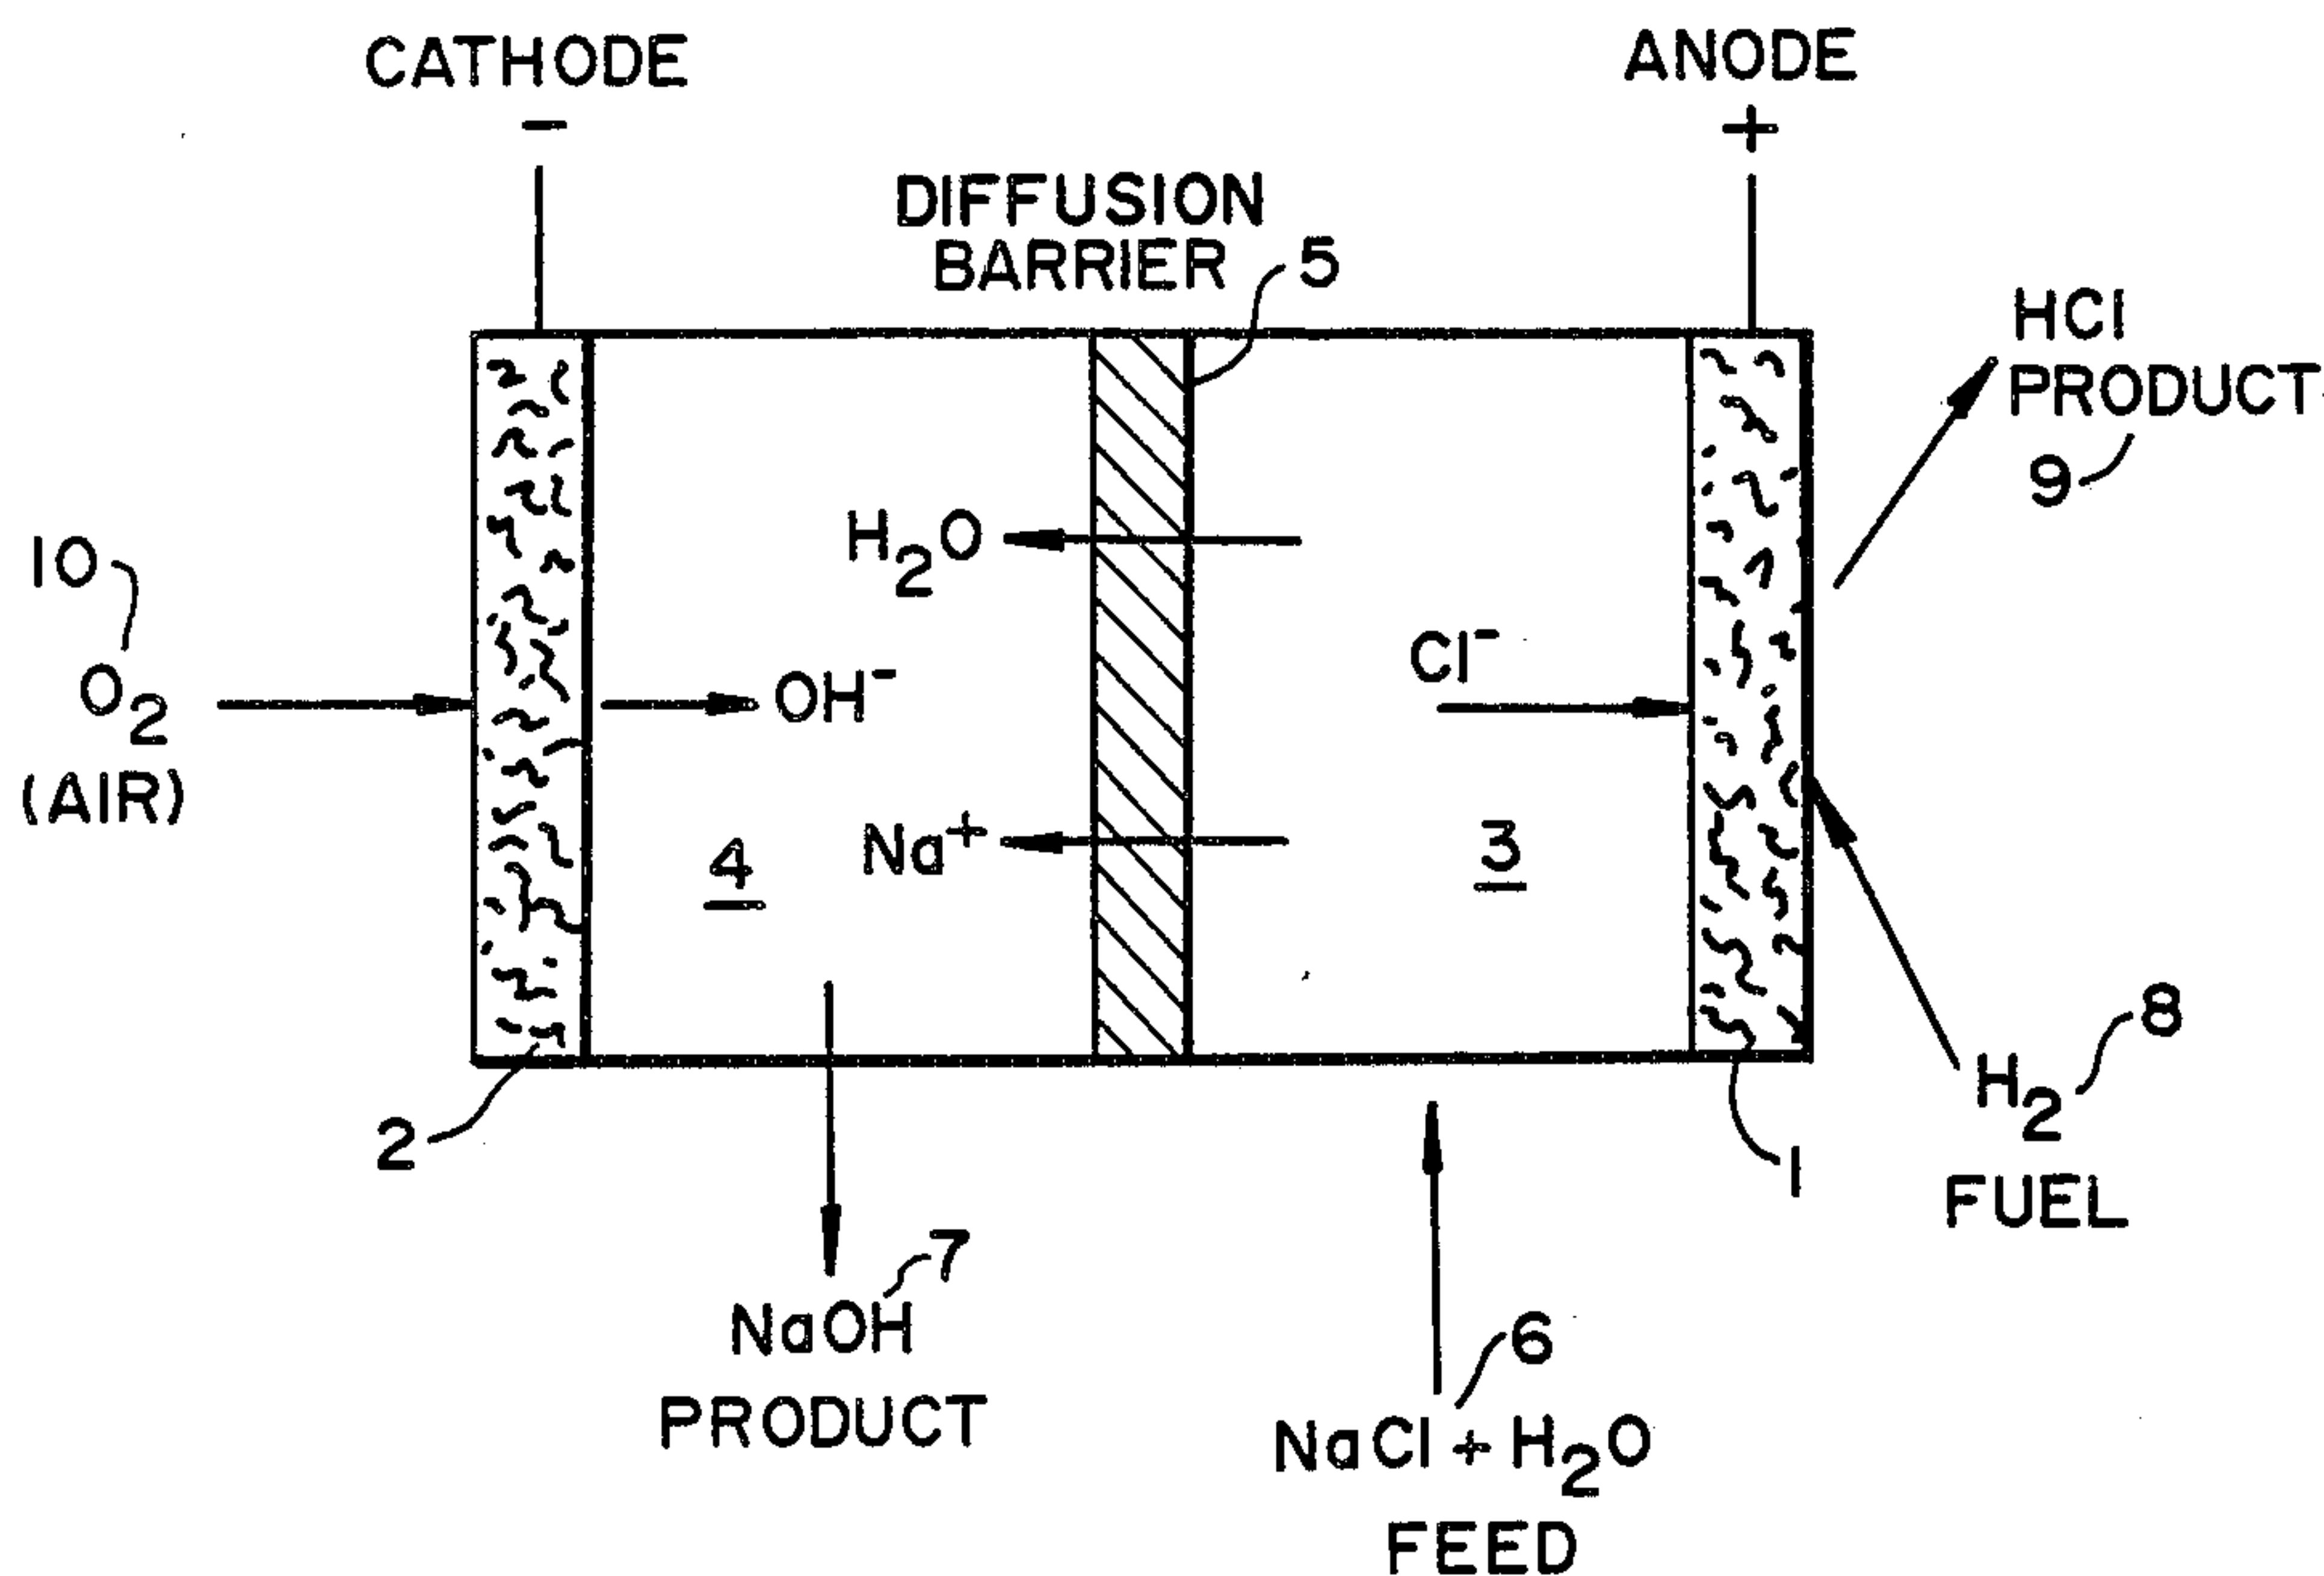 CATHODE
−
ANODE
+
DIFFUSION
BARRIER
5
HCl
PRODUCT
9
10
O2
(AIR)
H2O
OH−
Cl−
Na+
4
3
2
1
8
H2
FUEL
7
NaOH
PRODUCT
6
NaCl + H2O
FEED